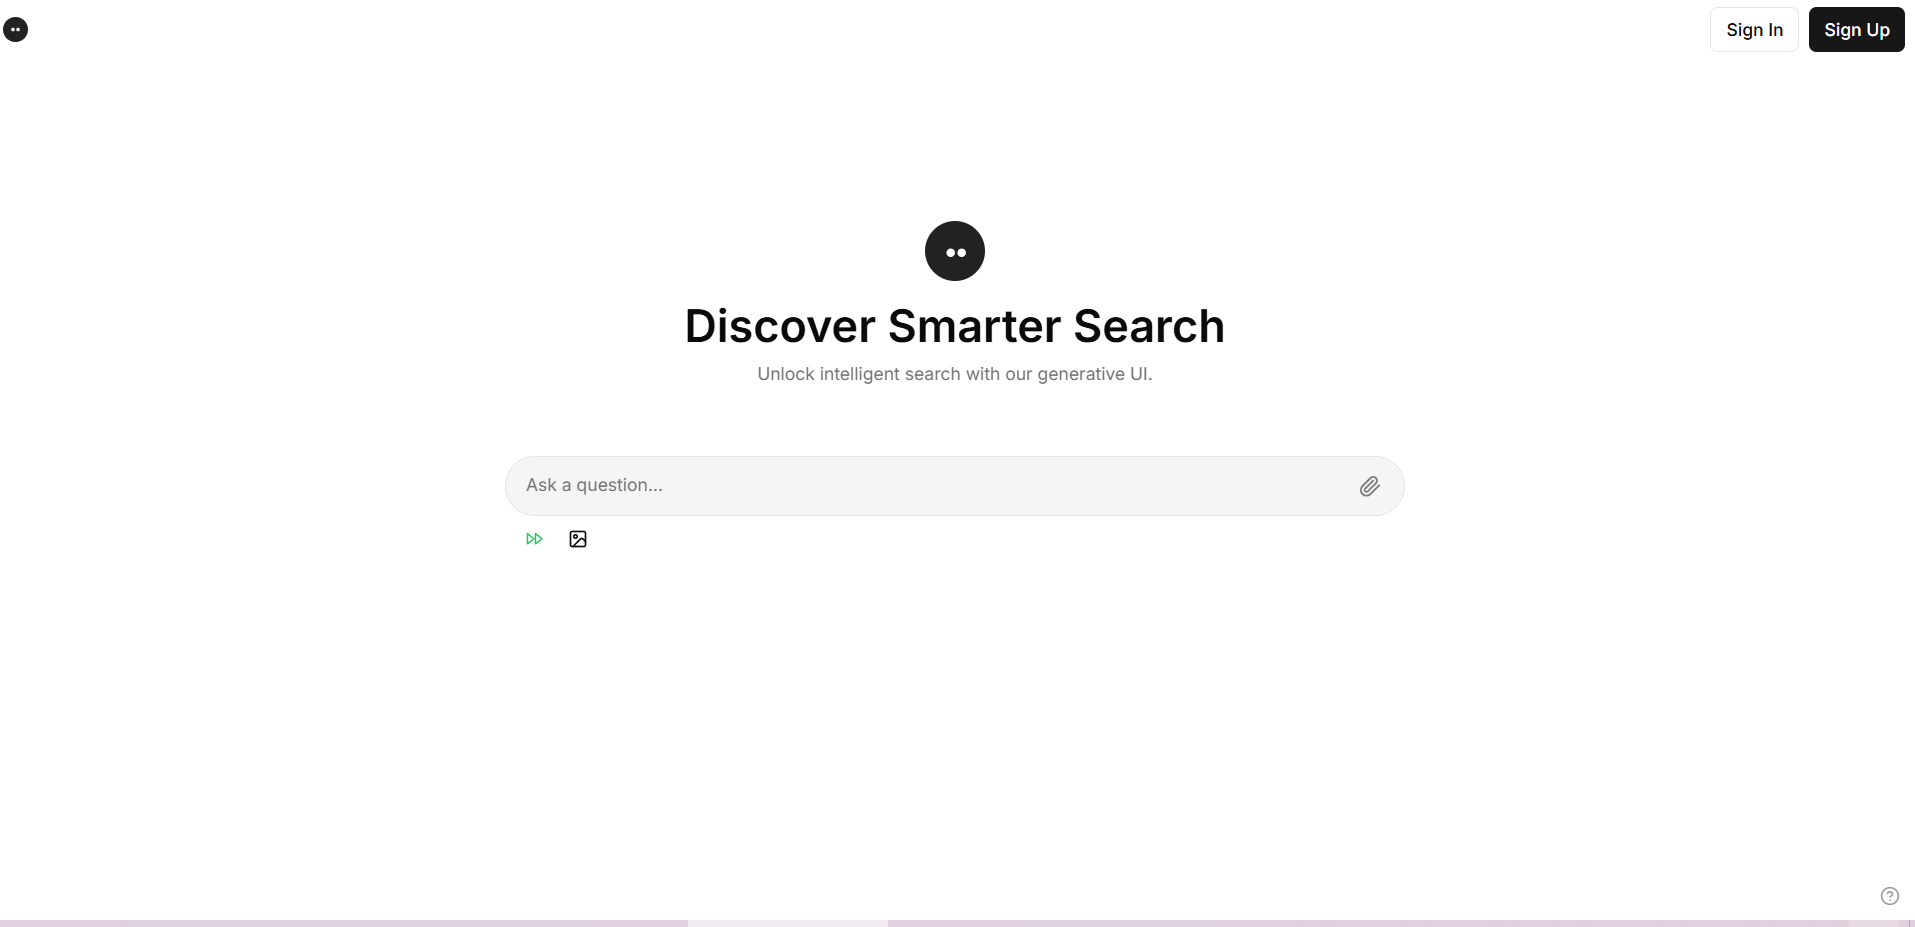 Sign In
Sign Up
Discover Smarter Search
Unlock intelligent search with our generative UI.
Ask a question...